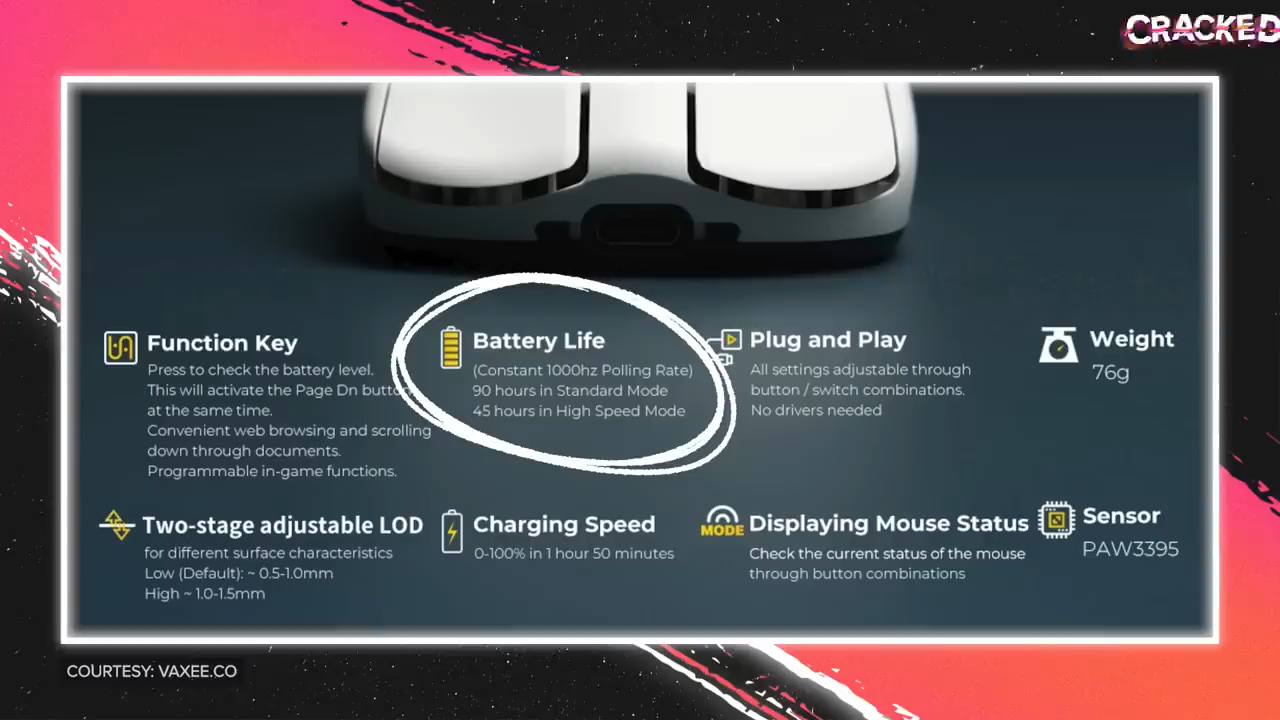 CRACKED
Function Key
Press to check the battery level.
This will activate the Page Dn button
at the same time.
Convenient web browsing and scrolling
down through documents.
Programmable in-game functions.
Battery Life
(Constant 1000hz Polling Rate)
90 hours in Standard Mode
45 hours in High Speed Mode
Plug and Play
All settings adjustable through
button / switch combinations.
No drivers needed
Weight
76g
Two-stage adjustable LOD
for different surface characteristics
Low (Default): ~ 0.5-1.0mm
High ~ 1.0-1.5mm
Charging Speed
0-100% in 1 hour 50 minutes
MODE
Displaying Mouse Status
Check the current status of the mouse
through button combinations
Sensor
PAW3395
COURTESY: VAXEE.CO